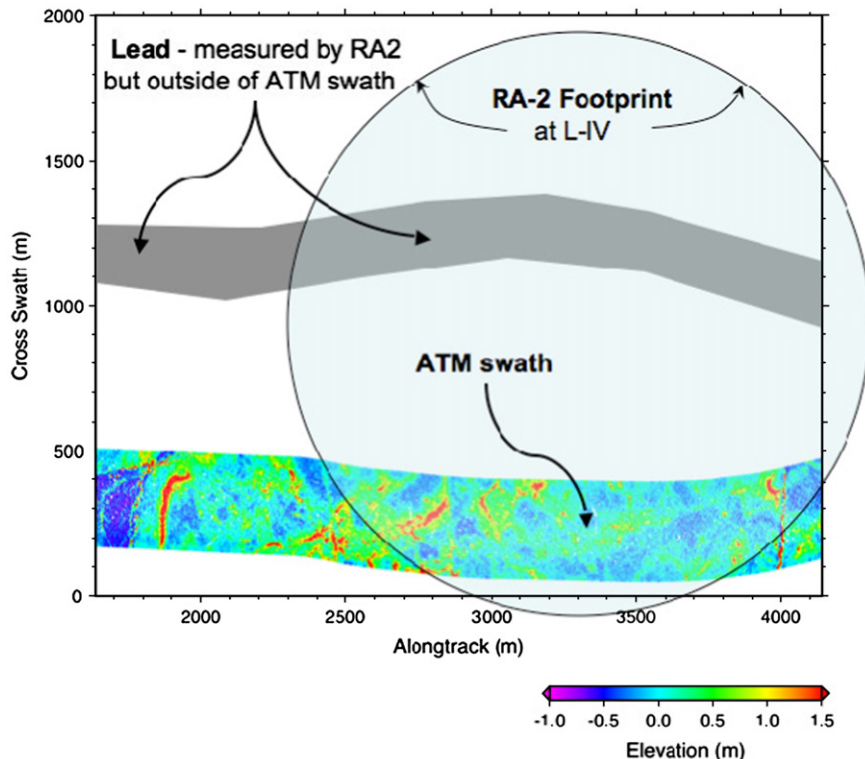 2000
Lead - measured by RA2
but outside of ATM swath
RA-2 Footprint
at L-IV
1500
Cross Swath (m)
1000
ATM swath
500
0
2000 2500 3000 3500 4000
Alongtrack (m)
-1.0 -0.5 0.0 0.5 1.0 1.5
Elevation (m)